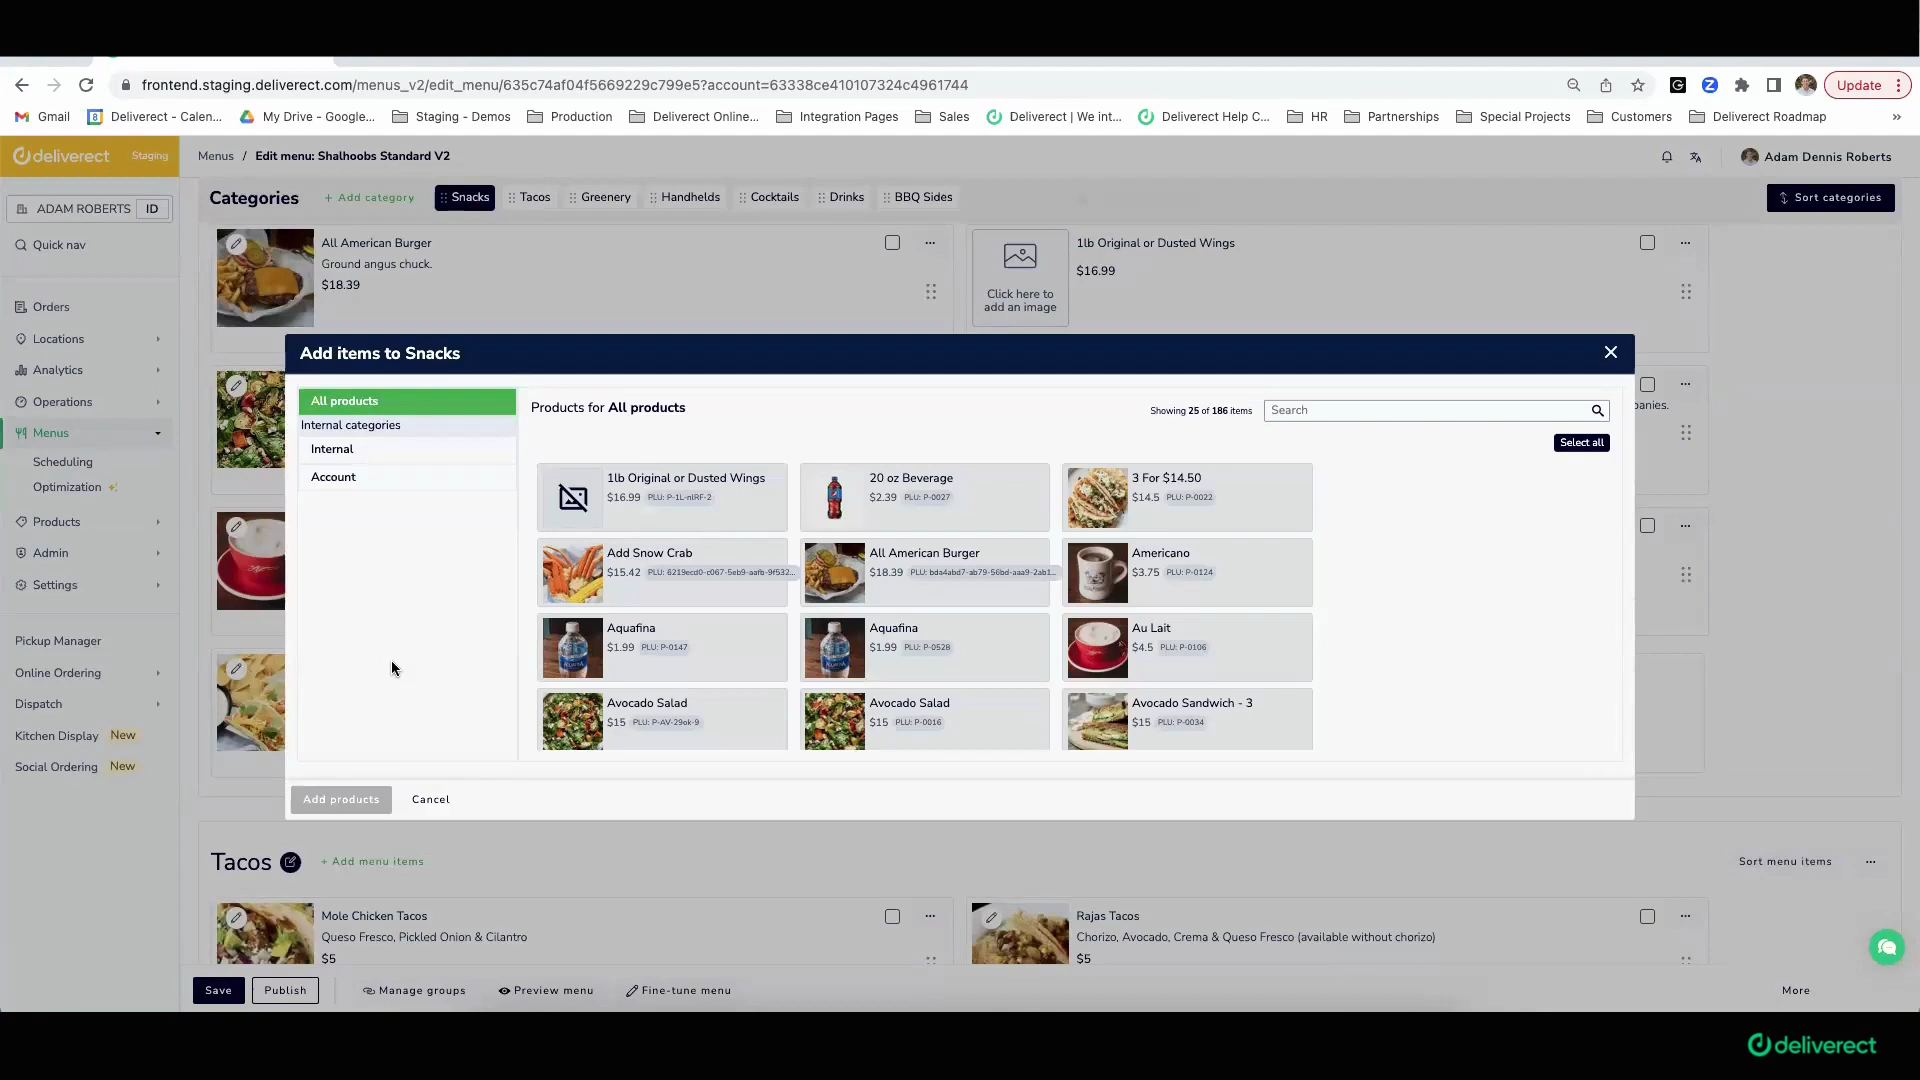 frontend.staging.deliverect.com/menus_v2/edit_menu/635c74af04f5669229c799e5?account=63338ce410107324c4961744
Update
Gmail
Deliverect - Calen...
My Drive - Google...
Staging - Demos
Production
Deliverect Online...
Integration Pages
Sales
Deliverect | We int...
Deliverect Help C...
HR
Partnerships
Special Projects
Customers
Deliverect Roadmap
»
deliverect
Staging
Menus / Edit menu: Shalhoobs Standard V2
Adam Dennis Roberts
ADAM ROBERTS
ID
Quick nav
Orders
Locations
Analytics
Operations
Menus
Scheduling
Optimization
Products
Admin
Settings
Pickup Manager
Online Ordering
Dispatch
Kitchen Display New
Social Ordering New
Categories
+ Add category
Snacks
Tacos
Greenery
Handhelds
Cocktails
Drinks
BBQ Sides
Sort categories
All American Burger
Ground angus chuck.
$18.39
Click here to
add an image
1lb Original or Dusted Wings
$16.99
panies.
Add items to Snacks
All products
Internal categories
Internal
Account
Products for All products
Showing 25 of 186 items
Search
Select all
1lb Original or Dusted Wings
$16.99 PLU: P-1L-nIRF-2
20 oz Beverage
$2.39 PLU: P-0027
3 For $14.50
$14.5 PLU: P-0022
Add Snow Crab
$15.42 PLU: 6219ecd0-c067-5eb9-aafb-9f532...
All American Burger
$18.39 PLU: bda4abd7-ab79-56bd-aaa9-2ab1...
Americano
$3.75 PLU: P-0124
Aquafina
$1.99 PLU: P-0147
Aquafina
$1.99 PLU: P-0528
Au Lait
$4.5 PLU: P-0106
Avocado Salad
$15 PLU: P-AV-29ok-9
Avocado Salad
$15 PLU: P-0016
Avocado Sandwich - 3
$15 PLU: P-0034
Add products
Cancel
Tacos
+ Add menu items
Sort menu items
Mole Chicken Tacos
Queso Fresco, Pickled Onion & Cilantro
$5
Rajas Tacos
Chorizo, Avocado, Crema & Queso Fresco (available without chorizo)
$5
Save
Publish
Manage groups
Preview menu
Fine-tune menu
More
deliverect